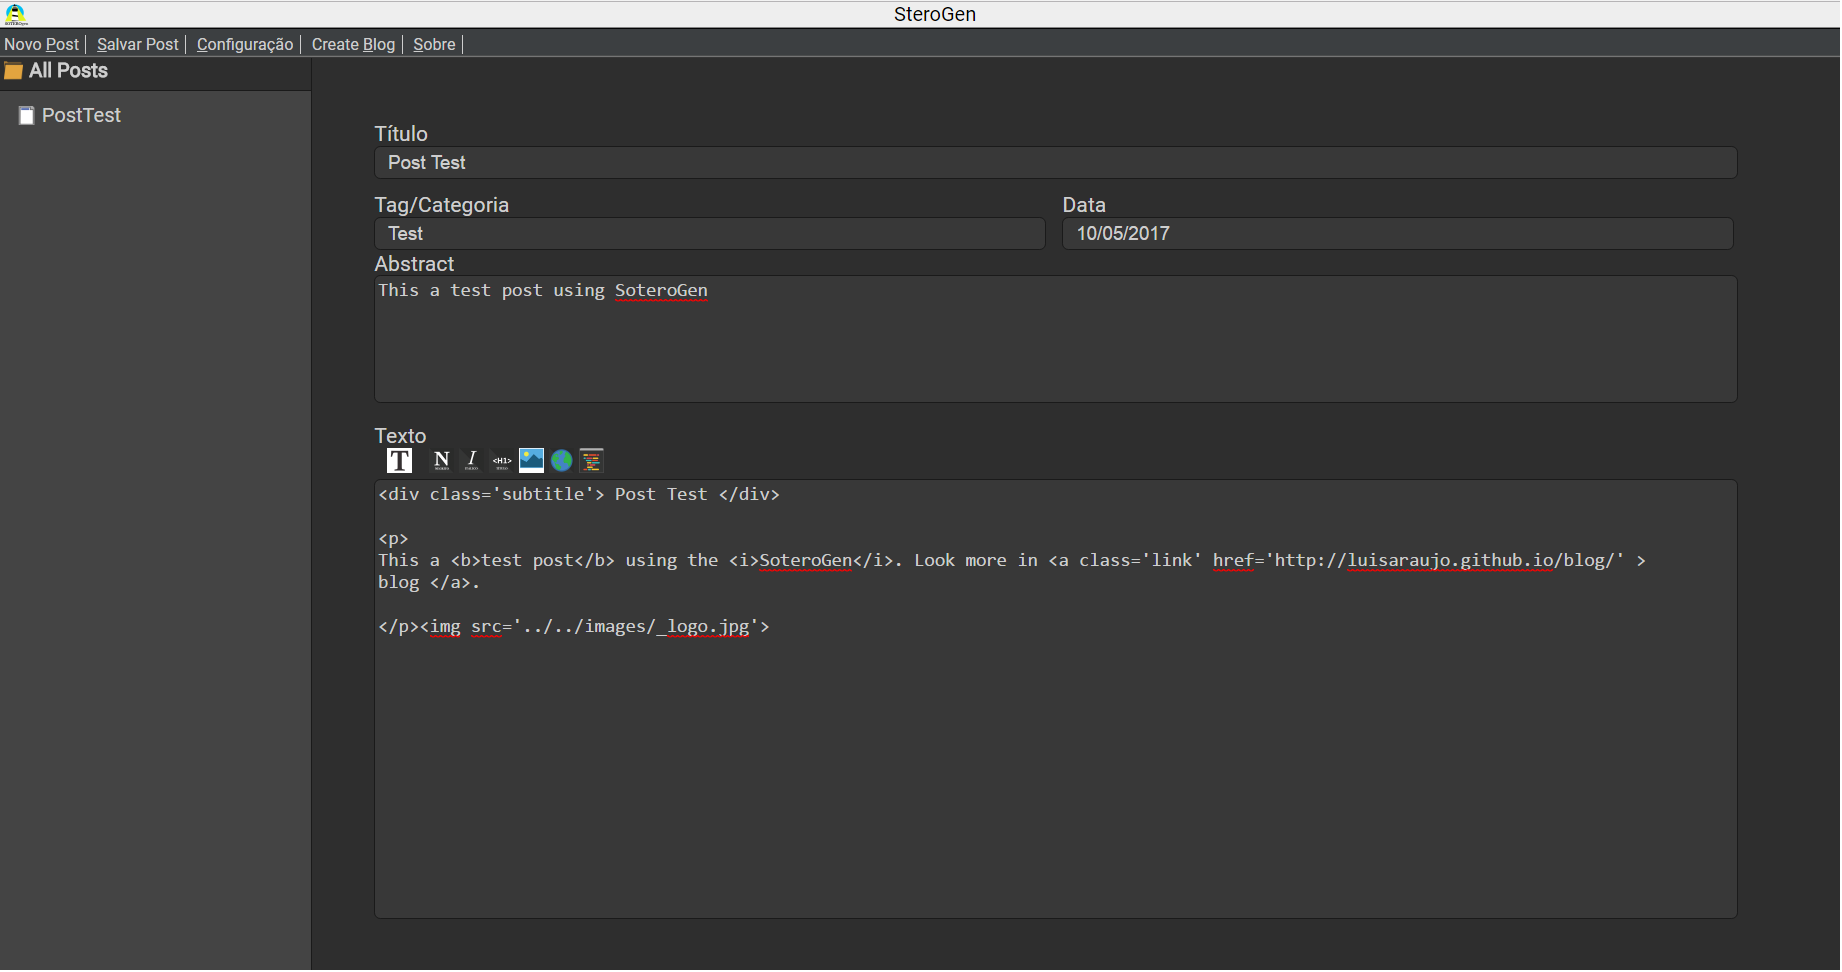 SteroGen
Novo Post | Salvar Post | Configuração | Create Blog | Sobre |
All Posts
PostTest
Título
Post Test
Tag/Categoria Data
Test 10/05/2017
Abstract
This a test post using SoteroGen
Texto
T N I <H1>
<div class='subtitle'> Post Test </div>
<p>
This a <b>test post</b> using the <i>SoteroGen</i>. Look more in <a class='link' href='http://luisaraujo.github.io/blog/' >
blog </a>.
</p><img src='../../images/_logo.jpg'>